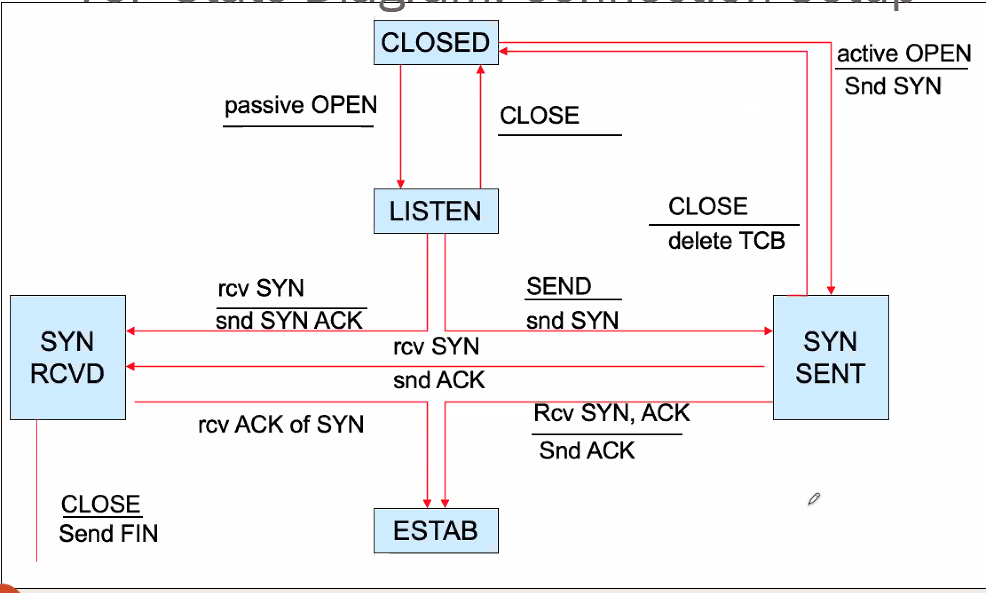 CLOSED
active OPEN
Snd SYN
passive OPEN
CLOSE
LISTEN
CLOSE
delete TCB
rcv SYN
snd SYN ACK
SEND
snd SYN
SYN
RCVD
rcv SYN
snd ACK
SYN
SENT
rcv ACK of SYN
Rcv SYN, ACK
Snd ACK
CLOSE
Send FIN
ESTAB